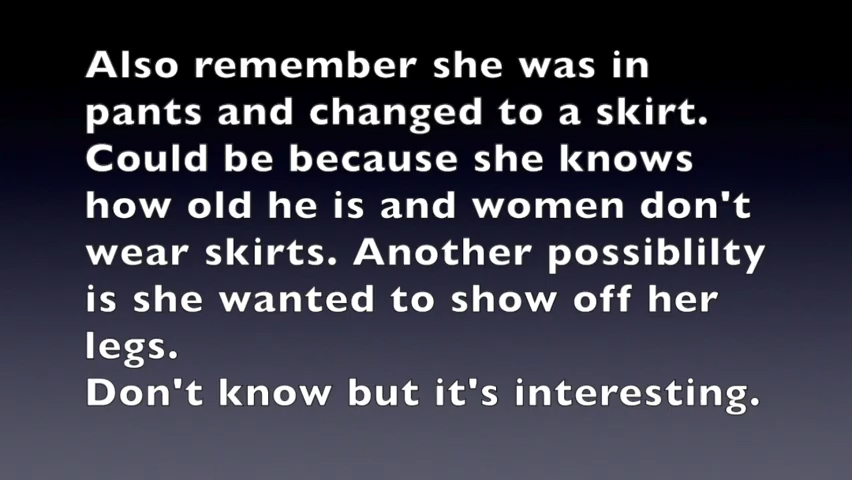 Also remember she was in
pants and changed to a skirt.
Could be because she knows
how old he is and women don't
wear skirts. Another possiblilty
is she wanted to show off her
legs.
Don't know but it's interesting.